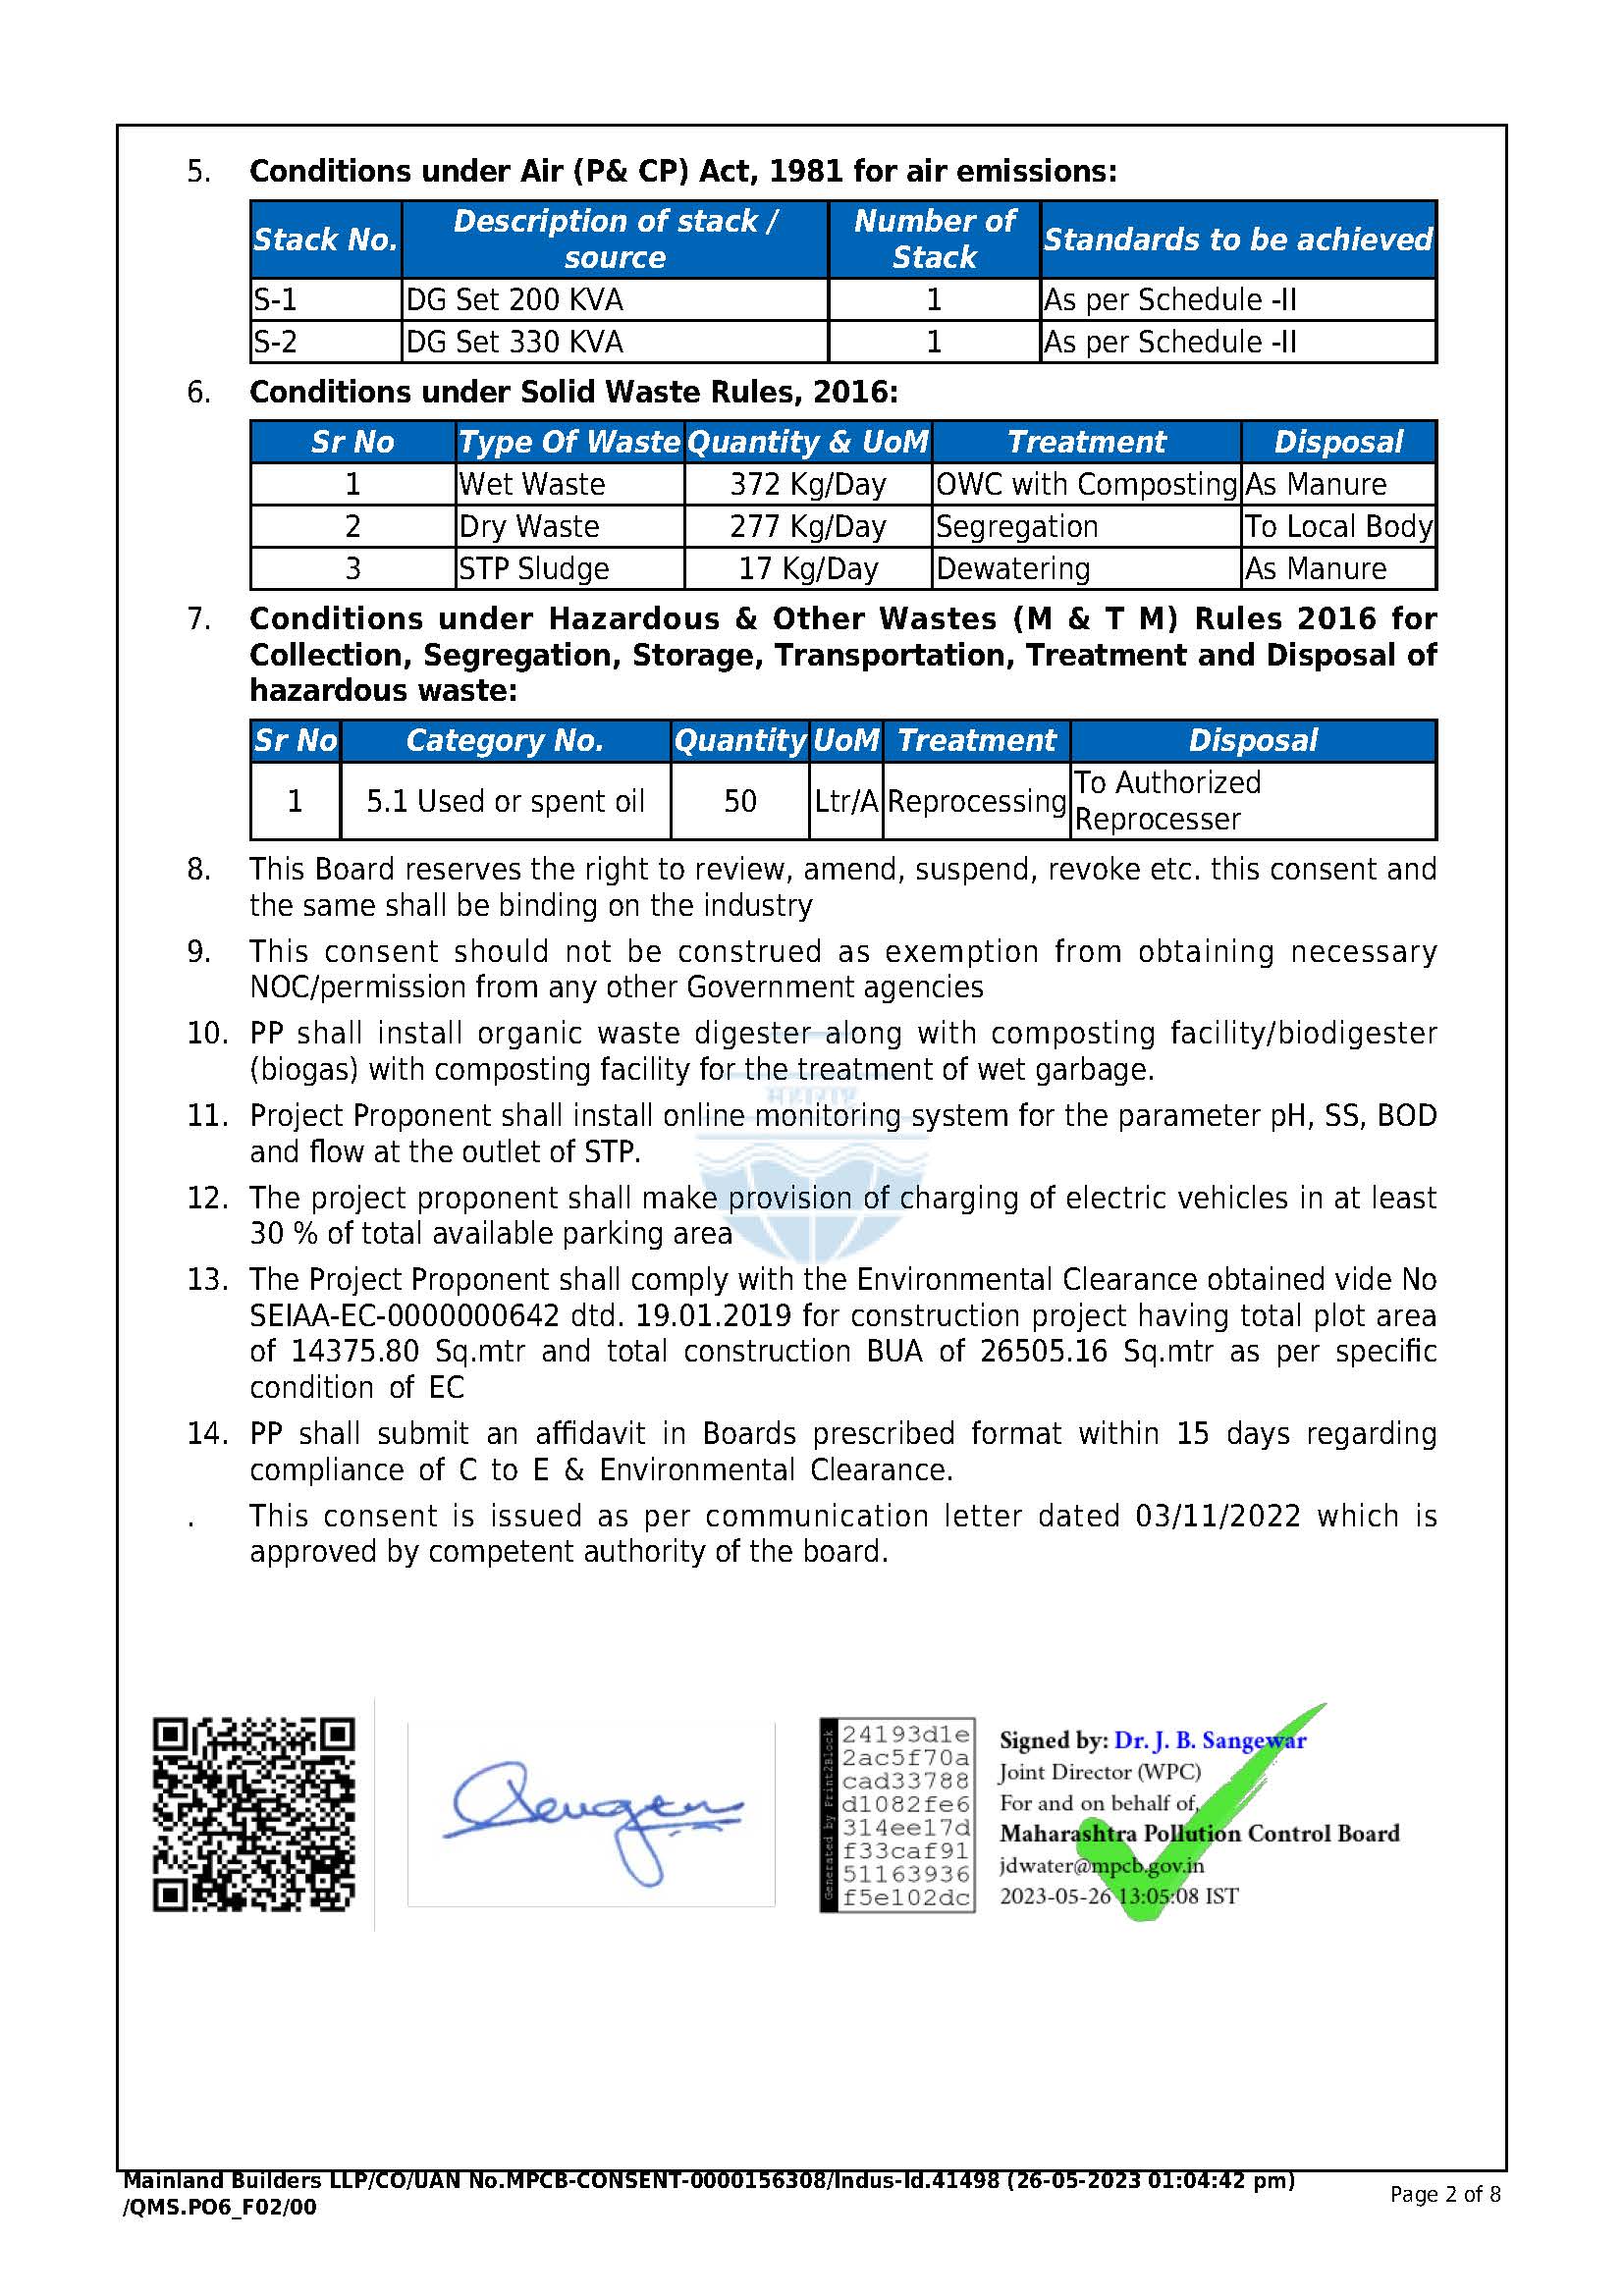 5. Conditions under Air (P& CP) Act, 1981 for air emissions:
Stack No. Description of stack / source Number of Stack Standards to be achieved
S-1 DG Set 200 KVA 1 As per Schedule -II
S-2 DG Set 330 KVA 1 As per Schedule -II
6. Conditions under Solid Waste Rules, 2016:
Sr No Type Of Waste Quantity & UoM Treatment Disposal
1 Wet Waste 372 Kg/Day OWC with Composting As Manure
2 Dry Waste 277 Kg/Day Segregation To Local Body
3 STP Sludge 17 Kg/Day Dewatering As Manure
7. Conditions under Hazardous & Other Wastes (M & T M) Rules 2016 for
Collection, Segregation, Storage, Transportation, Treatment and Disposal of
hazardous waste:
Sr No Category No. Quantity UoM Treatment Disposal
1 5.1 Used or spent oil 50 Ltr/A Reprocessing To Authorized Reprocesser
8. This Board reserves the right to review, amend, suspend, revoke etc. this consent and
the same shall be binding on the industry
9. This consent should not be construed as exemption from obtaining necessary
NOC/permission from any other Government agencies
10. PP shall install organic waste digester along with composting facility/biodigester
(biogas) with composting facility for the treatment of wet garbage.
महाराष्ट्र
11. Project Proponent shall install online monitoring system for the parameter pH, SS, BOD
and flow at the outlet of STP.
12. The project proponent shall make provision of charging of electric vehicles in at least
30 % of total available parking area
13. The Project Proponent shall comply with the Environmental Clearance obtained vide No
SEIAA-EC-0000000642 dtd. 19.01.2019 for construction project having total plot area
of 14375.80 Sq.mtr and total construction BUA of 26505.16 Sq.mtr as per specific
condition of EC
14. PP shall submit an affidavit in Boards prescribed format within 15 days regarding
compliance of C to E & Environmental Clearance.
. This consent is issued as per communication letter dated 03/11/2022 which is
approved by competent authority of the board.
Generated by Print2Block
24193d1e
2ac5f70a
cad33788
d1082fe6
314ee17d
f33caf91
51163936
f5e102dc
Signed by: Dr. J. B. Sangewar
Joint Director (WPC)
For and on behalf of,
Maharashtra Pollution Control Board
jdwater@mpcb.gov.in
2023-05-26 13:05:08 IST
Mainland Builders LLP/CO/UAN No.MPCB-CONSENT-0000156308/Indus-Id.41498 (26-05-2023 01:04:42 pm)
/QMS.PO6_F02/00
Page 2 of 8